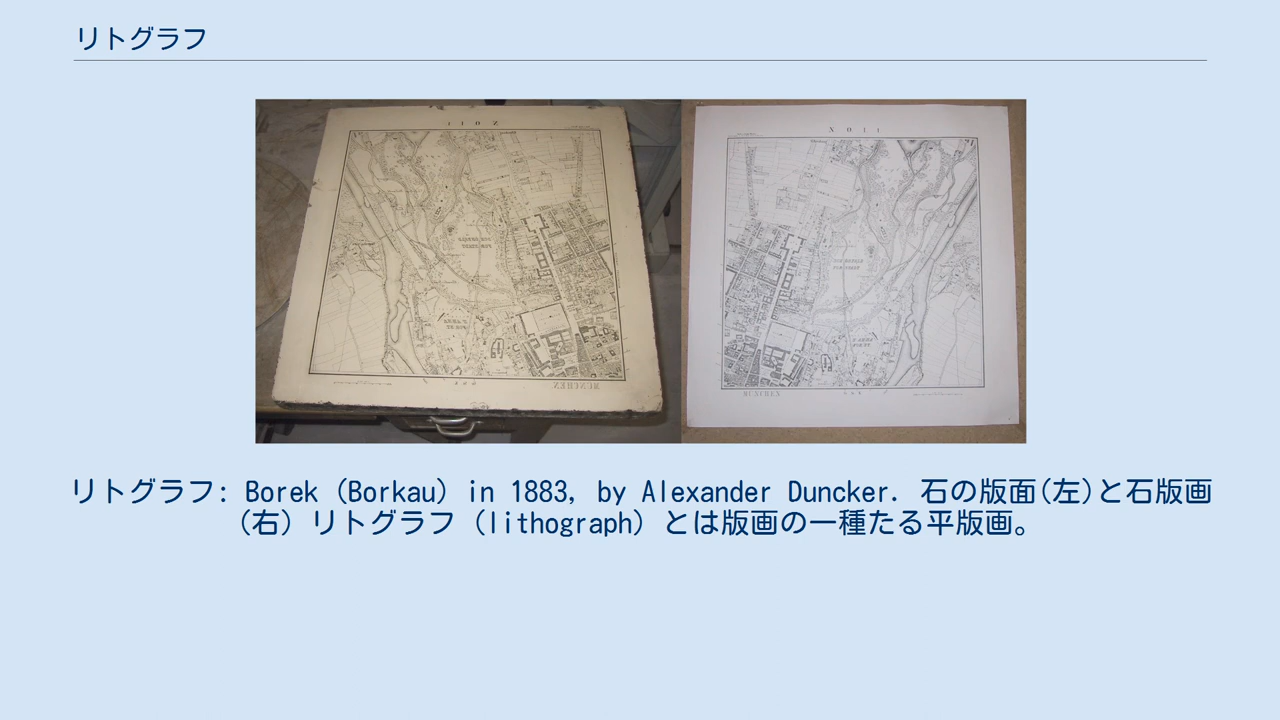 リトグラフ
リトグラフ: Borek (Borkau) in 1883, by Alexander Duncker. 石の版面(左)と石版画
(右) リトグラフ (lithograph) とは版画の一種たる平版画。
MÜNCHEN